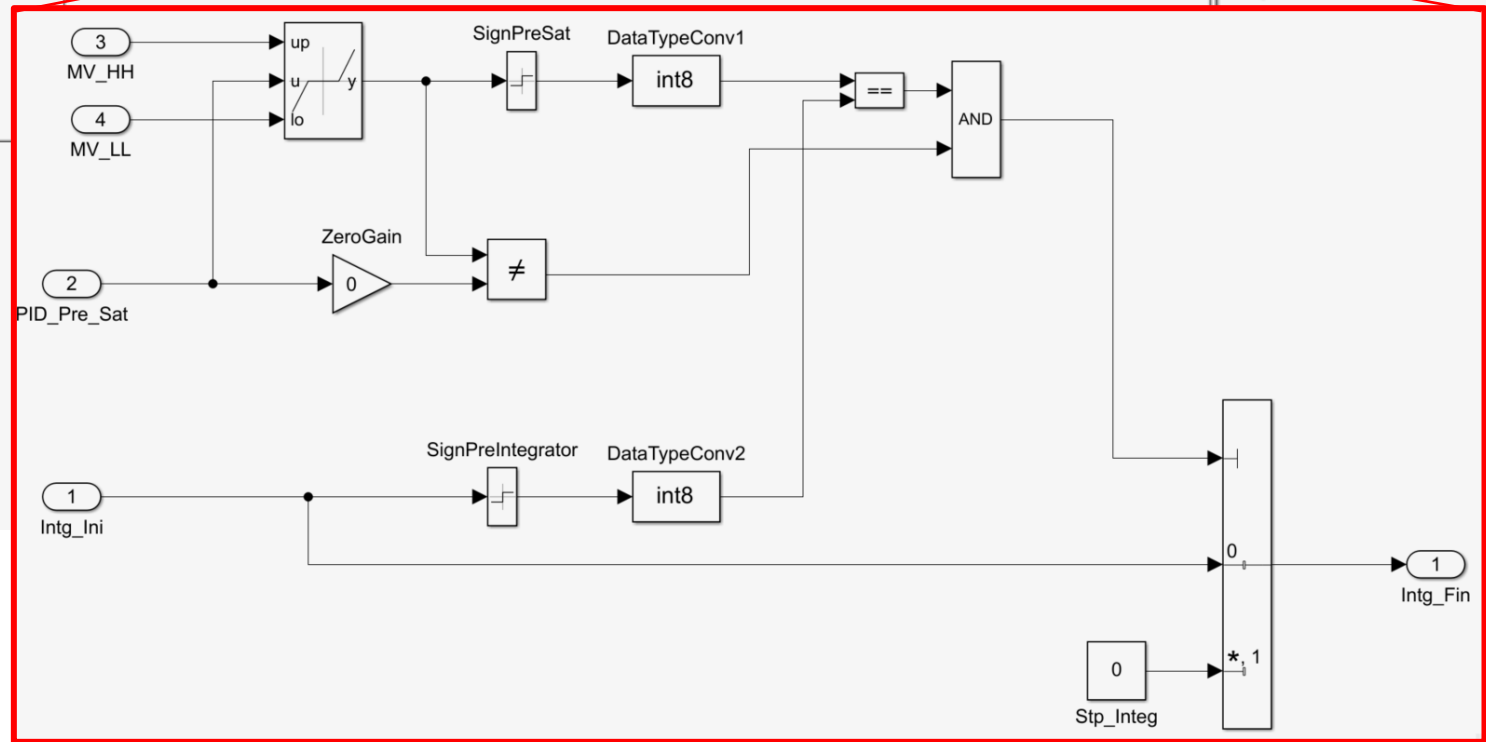 3
MV_HH
4
MV_LL
up
u
y
lo
SignPreSat
DataTypeConv1
int8
==
AND
ZeroGain
0
≠
2
PID_Pre_Sat
SignPreIntegrator
DataTypeConv2
int8
1
Intg_Ini
0
*, 1
0
Stp_Integ
1
Intg_Fin